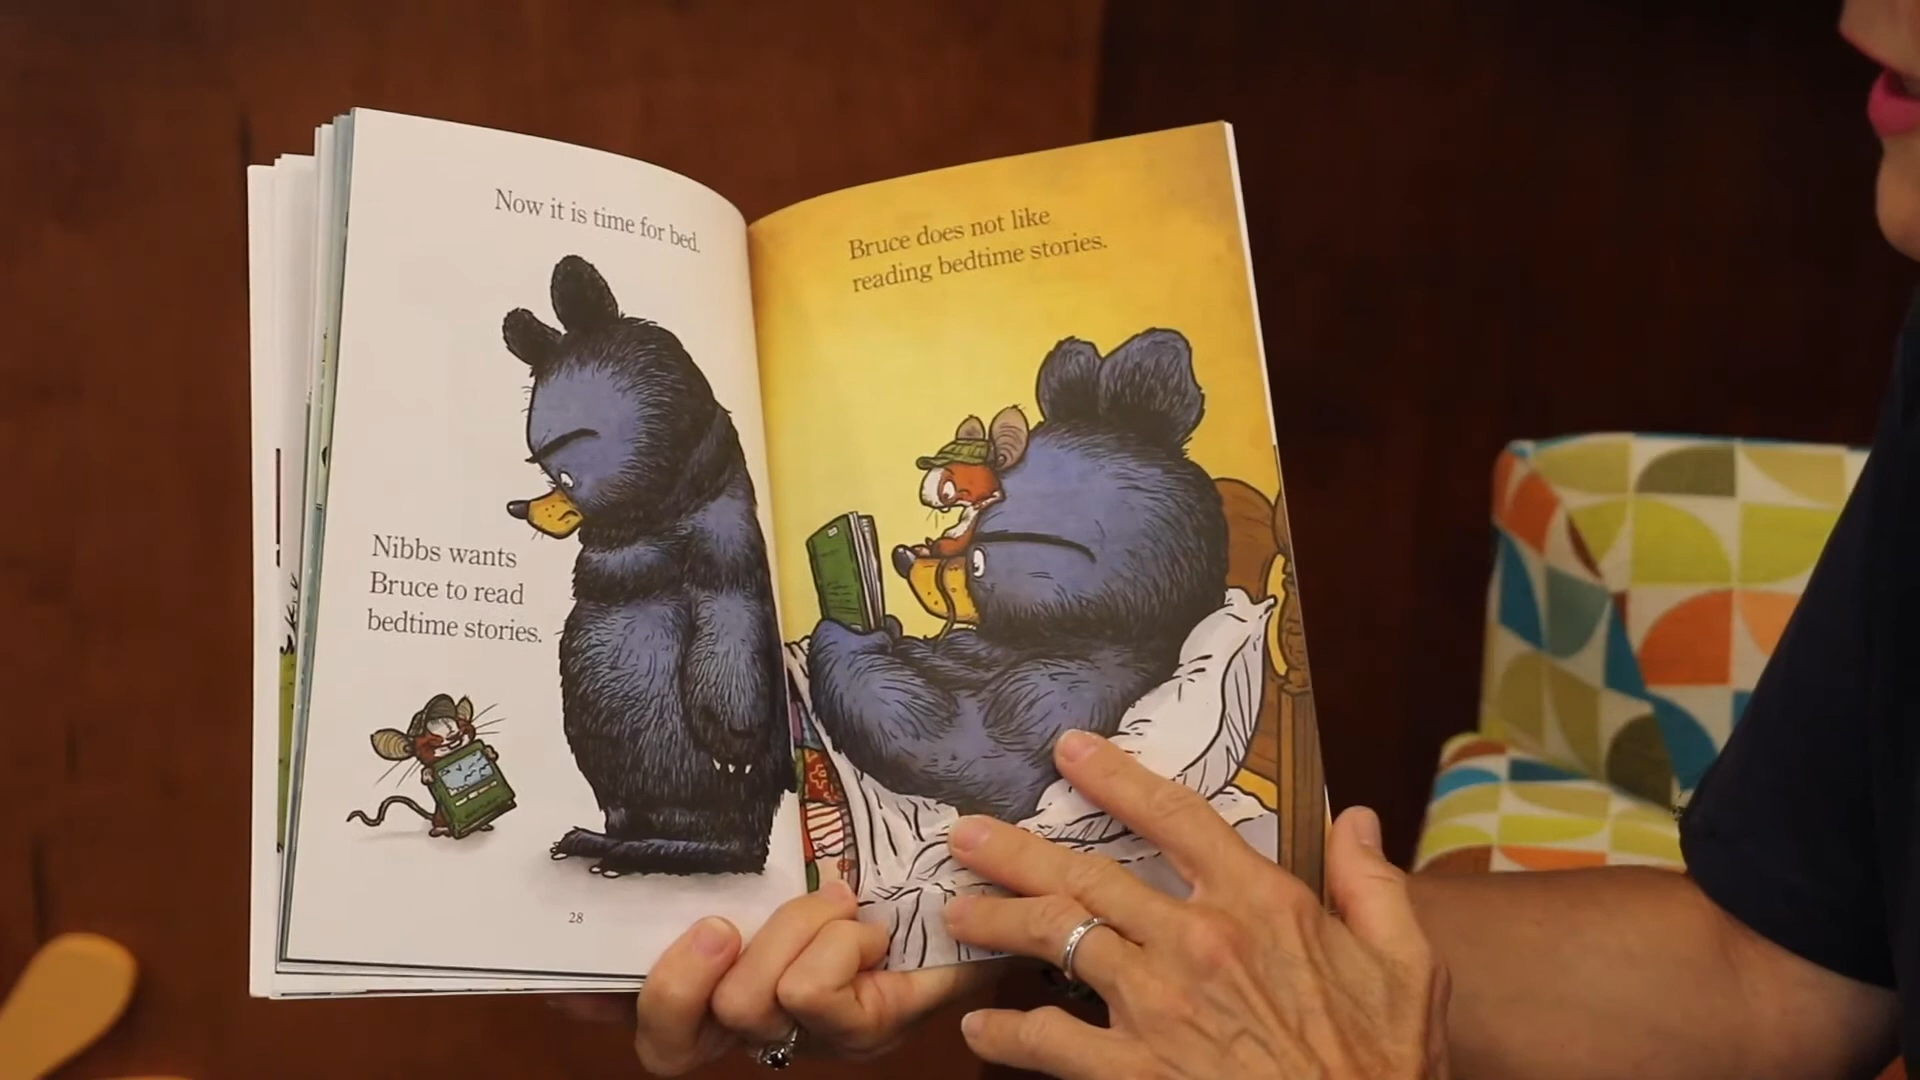 Now it is time for bed.
Nibbs wants
Bruce to read
bedtime stories.
28
Bruce does not like
reading bedtime stories.